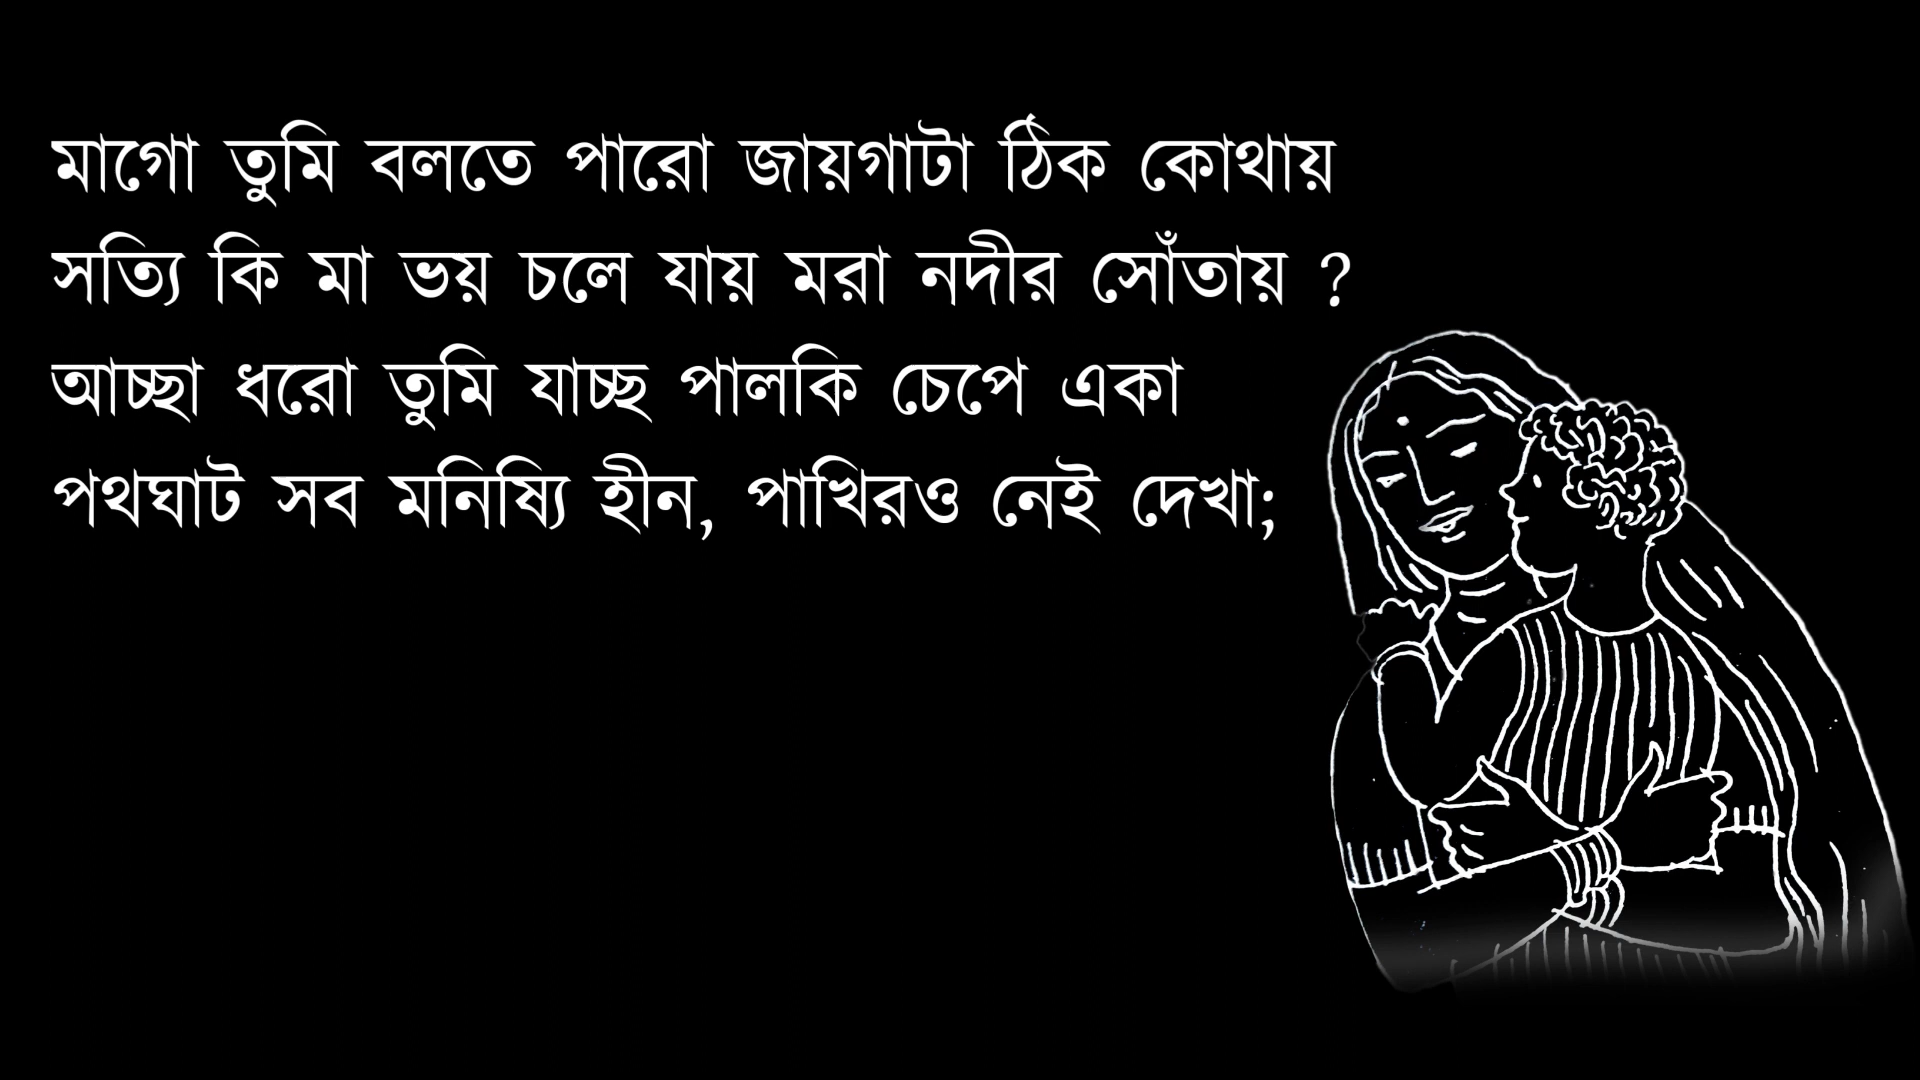 মাগো তুমি বলতে পারো জায়গাটা ঠিক কোথায়
সত্যি কি মা ভয় চলে যায় মরা নদীর সোঁতায় ?
আচ্ছা ধরো তুমি যাচ্ছ পালকি চেপে একা
পথঘাট সব মনিষ্যি হীন, পাখিরও নেই দেখা;